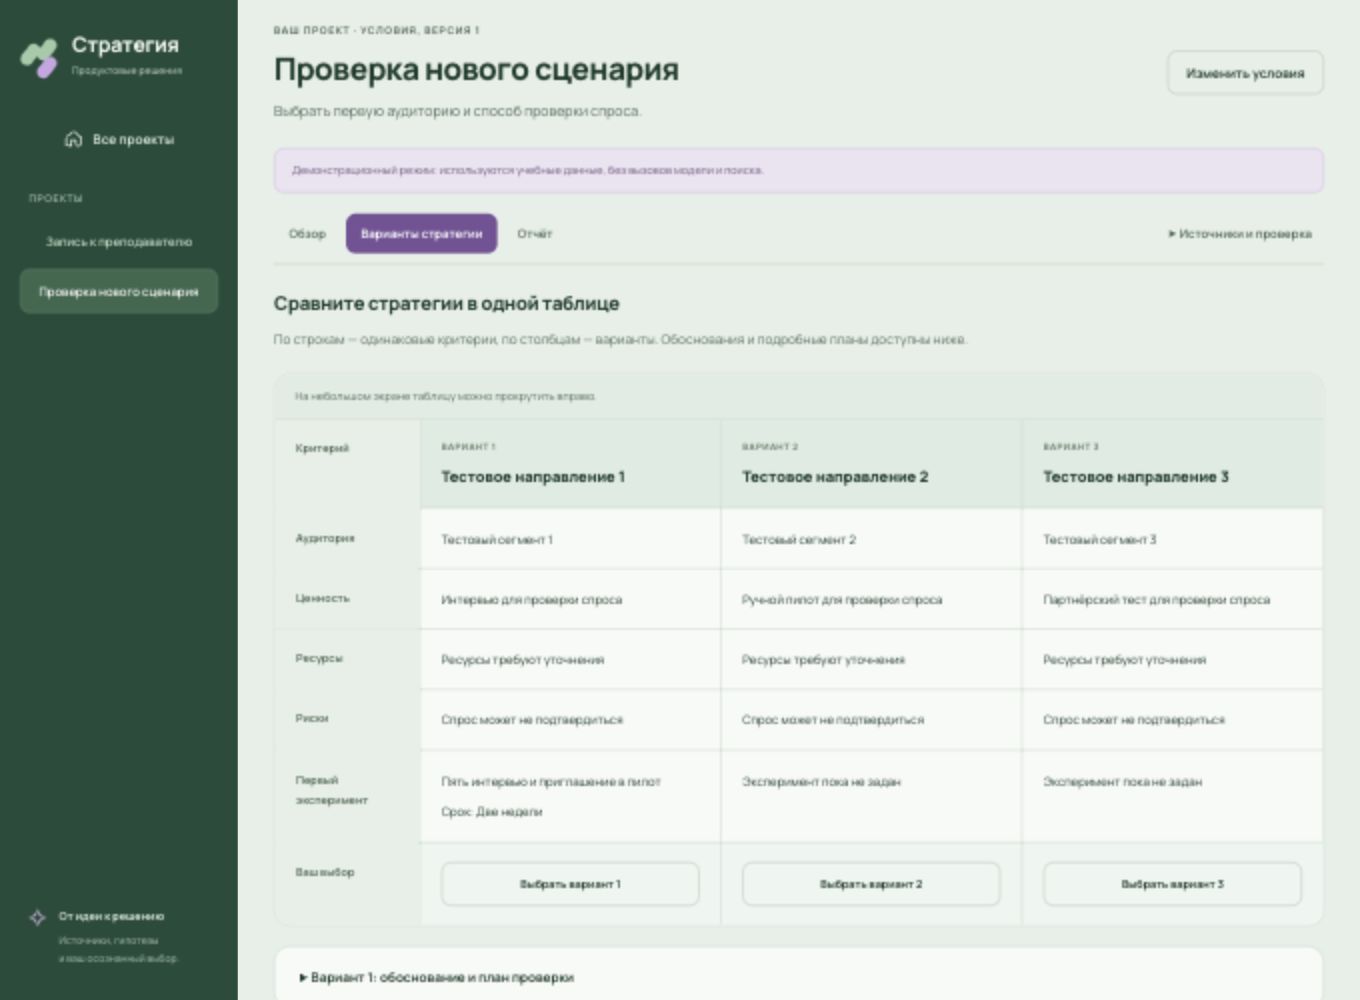 Стратегия
Продуктовые решения
Все проекты
ПРОЕКТЫ
Запись к преподавателю
Проверка нового сценария
От идеи к решению
Источники, гипотезы
и ваш осознанный выбор.
ВАШ ПРОЕКТ · УСЛОВИЯ, ВЕРСИЯ 1
Проверка нового сценария
Изменить условия
Выбрать первую аудиторию и способ проверки спроса.
Демонстрационный режим: используются учебные данные, без вызовов модели и поиска.
Обзор
Варианты стратегии
Отчёт
Источники и проверка
Сравните стратегии в одной таблице
По строкам — одинаковые критерии, по столбцам — варианты. Обоснования и подробные планы доступны ниже.
На небольшом экране таблицу можно прокрутить вправо.
Критерий
ВАРИАНТ 1
Тестовое направление 1
ВАРИАНТ 2
Тестовое направление 2
ВАРИАНТ 3
Тестовое направление 3
Аудитория
Тестовый сегмент 1
Тестовый сегмент 2
Тестовый сегмент 3
Ценность
Интервью для проверки спроса
Ручной пилот для проверки спроса
Партнёрский тест для проверки спроса
Ресурсы
Ресурсы требуют уточнения
Ресурсы требуют уточнения
Ресурсы требуют уточнения
Риски
Спрос может не подтвердиться
Спрос может не подтвердиться
Спрос может не подтвердиться
Первый
эксперимент
Пять интервью и приглашение в пилот
Срок: Две недели
Эксперимент пока не задан
Эксперимент пока не задан
Ваш выбор
Выбрать вариант 1
Выбрать вариант 2
Выбрать вариант 3
Вариант 1: обоснование и план проверки